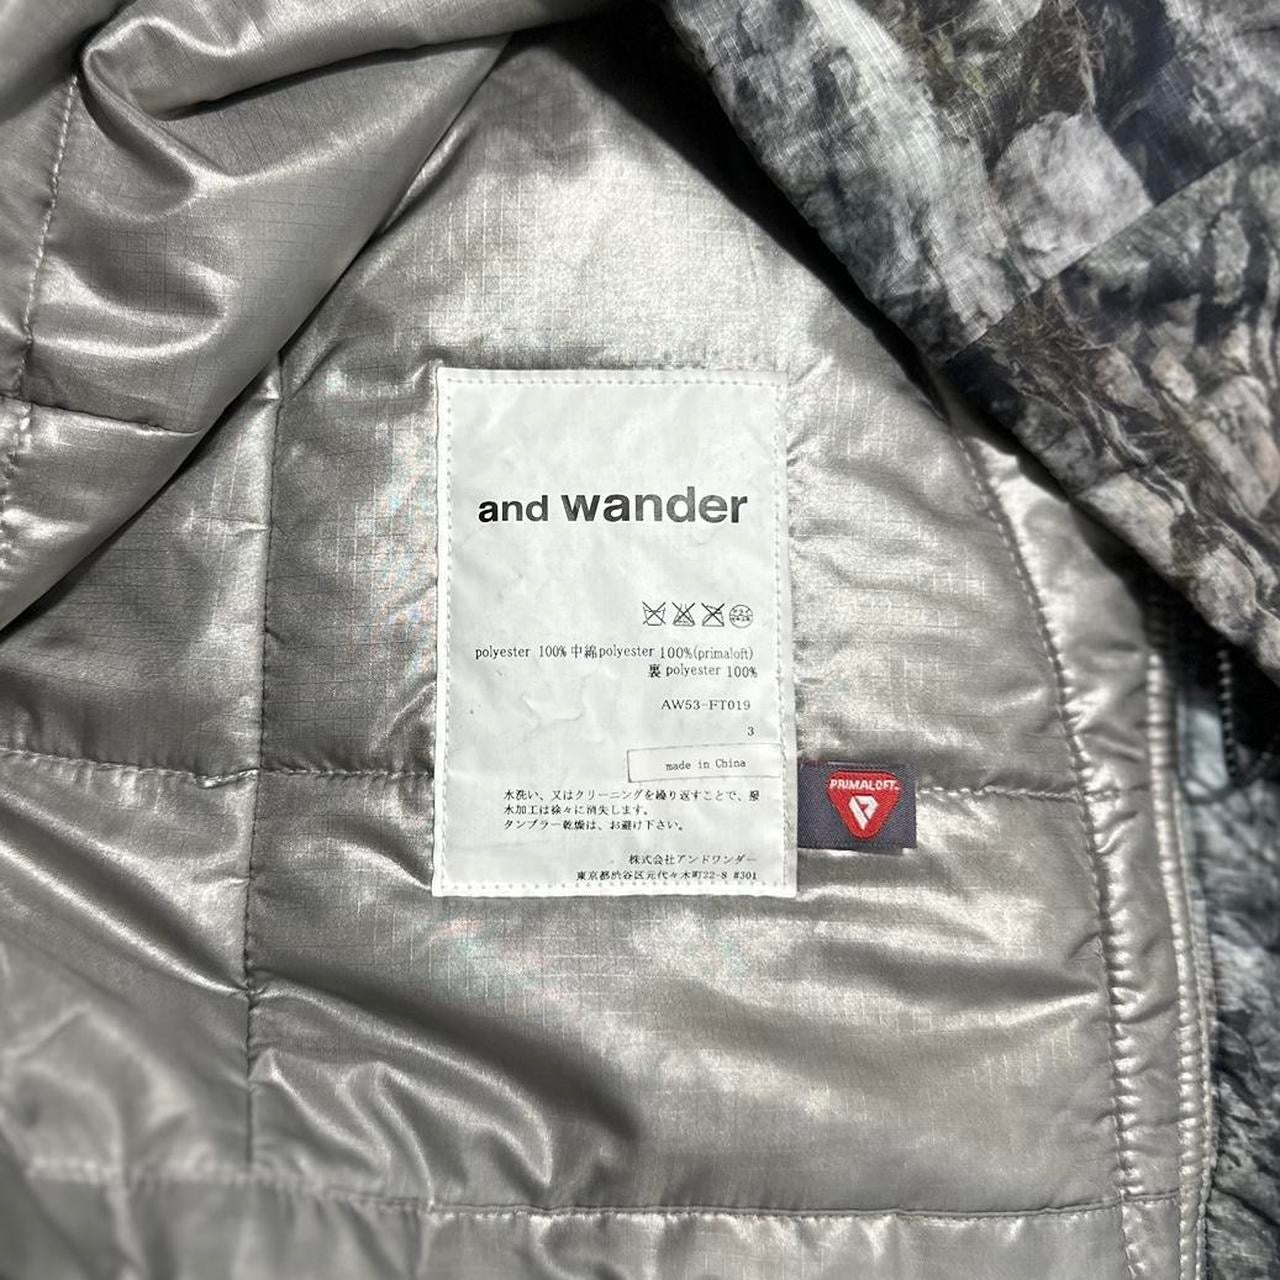 and wander
polyester 100% 中綿polyester 100%(primaloft)
裏 polyester 100%
AW53-FT019
3
made in China
PRIMALOFT
水洗い、又はクリーニングを繰り返すことで、撥
水加工は徐々に消失します。
タンブラー乾燥は、お避け下さい。
株式会社アンドワンダー
東京都渋谷区元代々木町22-8 #301